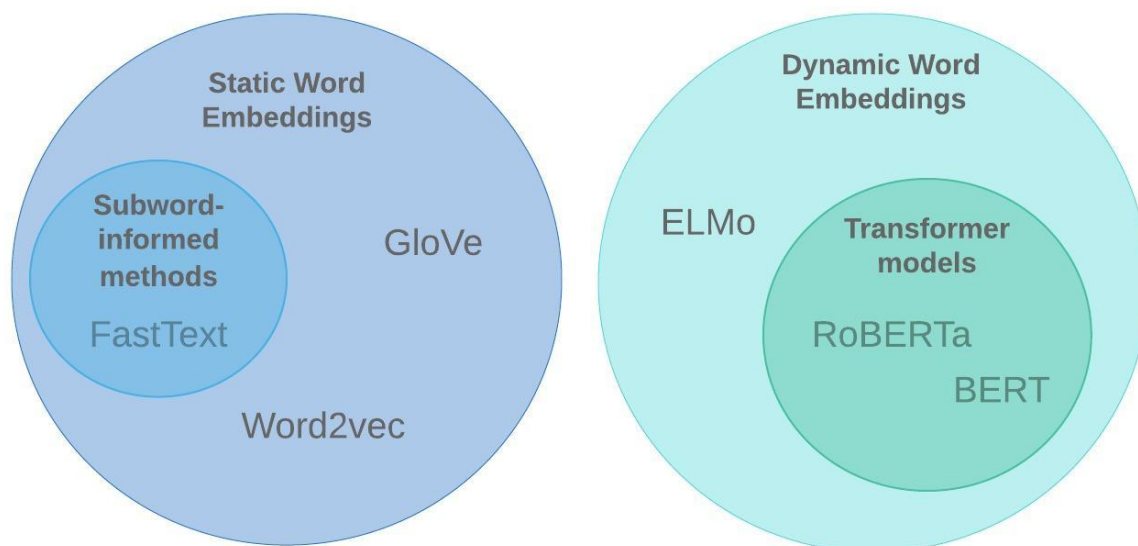 Static Word
Embeddings
Subword-
informed
methods
FastText
GloVe
Word2vec
Dynamic Word
Embeddings
ELMo
Transformer
models
RoBERTa
BERT